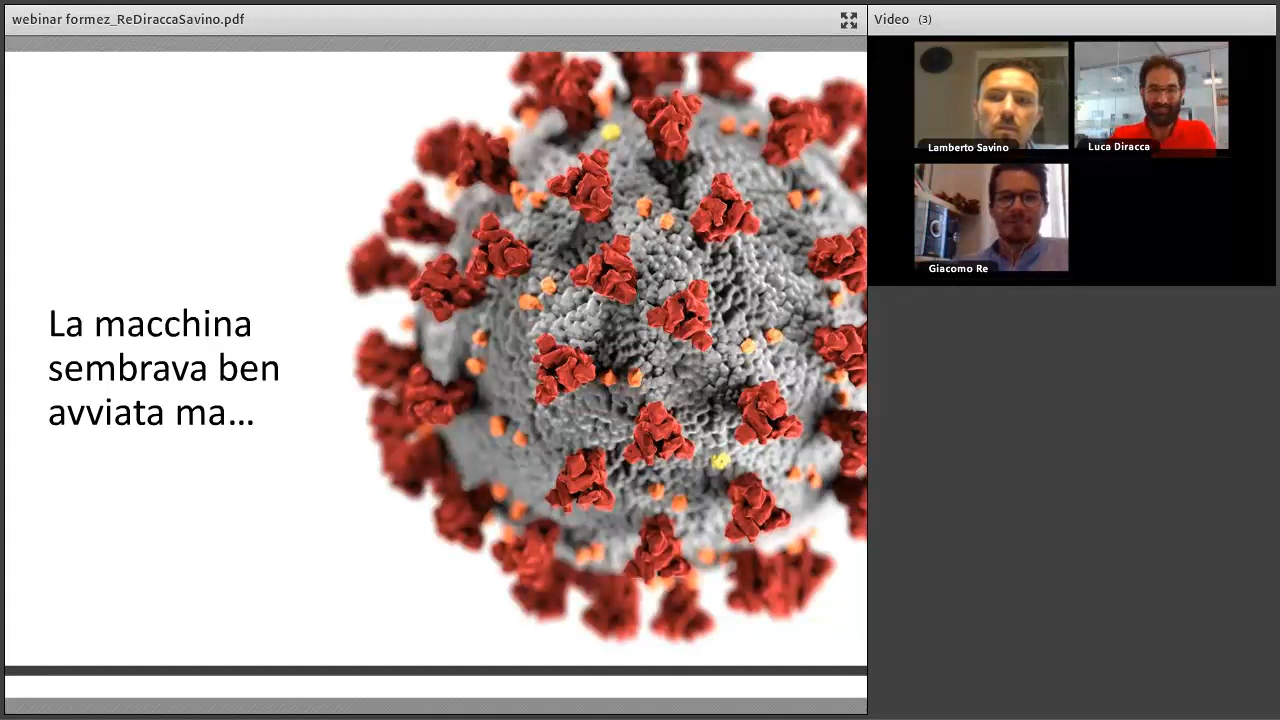 webinar formez_ReDiraccaSavino.pdf
Video (3)
Lamberto Savino
Luca Diracca
Giacomo Re
La macchina
sembrava ben
avviata ma...